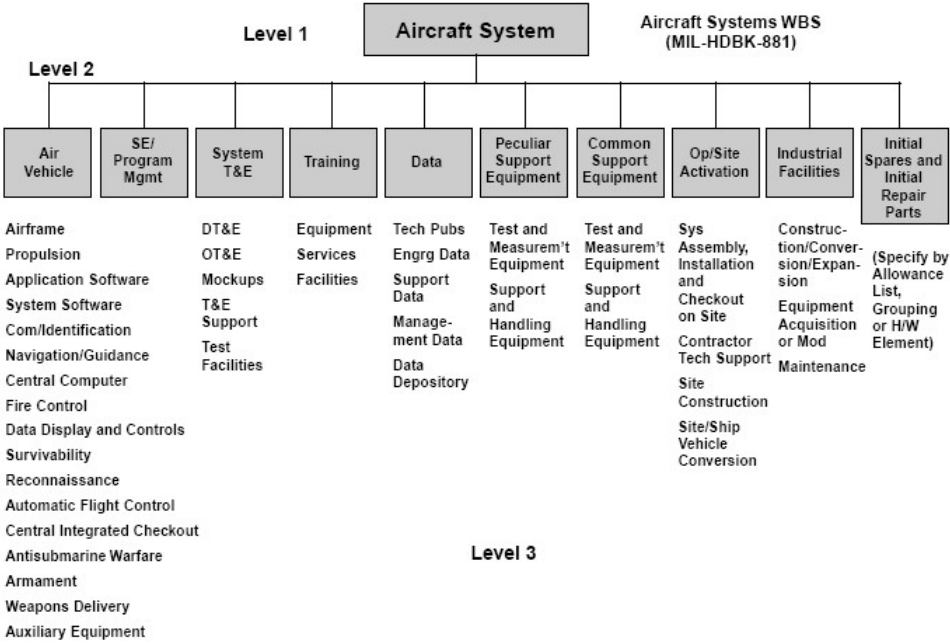 Level 1
Aircraft System
Aircraft Systems WBS
(MIL-HDBK-881)
Level 2
Air
Vehicle
SE/
Program
Mgmt
System
T&E
Training
Data
Peculiar
Support
Equipment
Common
Support
Equipment
Op/Site
Activation
Industrial
Facilities
Initial
Spares and
Initial
Repair
Parts
Airframe
Propulsion
Application Software
System Software
Com/Identification
Navigation/Guidance
Central Computer
Fire Control
Data Display and Controls
Survivability
Reconnaissance
Automatic Flight Control
Central Integrated Checkout
Antisubmarine Warfare
Armament
Weapons Delivery
Auxiliary Equipment
DT&E
OT&E
Mockups
T&E
Support
Test
Facilities
Equipment
Services
Facilities
Tech Pubs
Engrg Data
Support
Data
Manage-
ment Data
Data
Depository
Test and
Measurem't
Equipment
Support
and
Handling
Equipment
Test and
Measurem't
Equipment
Support
and
Handling
Equipment
Sys
Assembly,
Installation
and
Checkout
on Site
Contractor
Tech Support
Site
Construction
Site/Ship
Vehicle
Conversion
Construc-
tion/Conver-
sion/Expan-
sion
Equipment
Acquisition
or Mod
Maintenance
(Specify by
Allowance
List,
Grouping
or H/W
Element)
Level 3